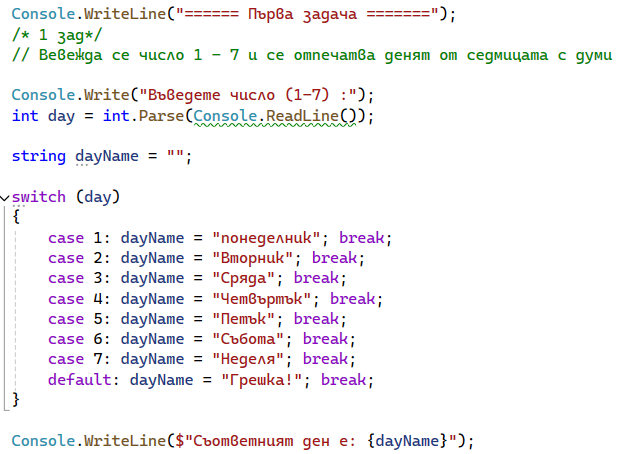 Console.WriteLine("====== Първа задача =======");
/* 1 зад*/
// Вевежда се число 1 - 7 и се отпечатва денят от седмицата с думи
Console.Write("Въведете число (1-7) :");
int day = int.Parse(Console.ReadLine());
string dayName = "";
switch (day)
{
case 1: dayName = "понеделник"; break;
case 2: dayName = "Вторник"; break;
case 3: dayName = "Сряда"; break;
case 4: dayName = "Четвъртък"; break;
case 5: dayName = "Петък"; break;
case 6: dayName = "Събота"; break;
case 7: dayName = "Неделя"; break;
default: dayName = "Грешка!"; break;
}
Console.WriteLine($"Съответният ден е: {dayName}");